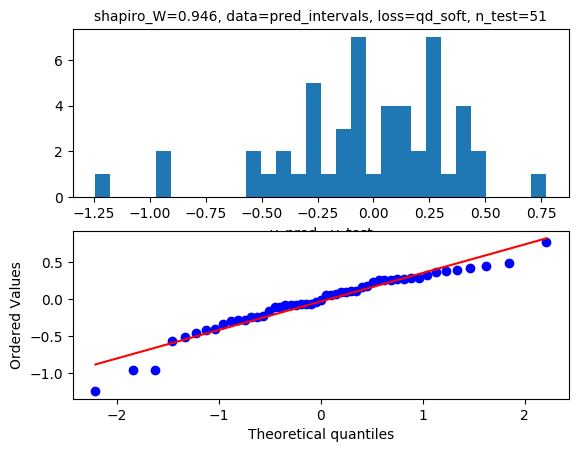 shapiro_W=0.946, data=pred_intervals, loss=qd_soft, n_test=51
6
4
2
0
−1.25 −1.00 −0.75 −0.50 −0.25 0.00 0.25 0.50 0.75
Ordered Values
0.5
0.0
−0.5
−1.0
−2 −1 0 1 2
Theoretical quantiles